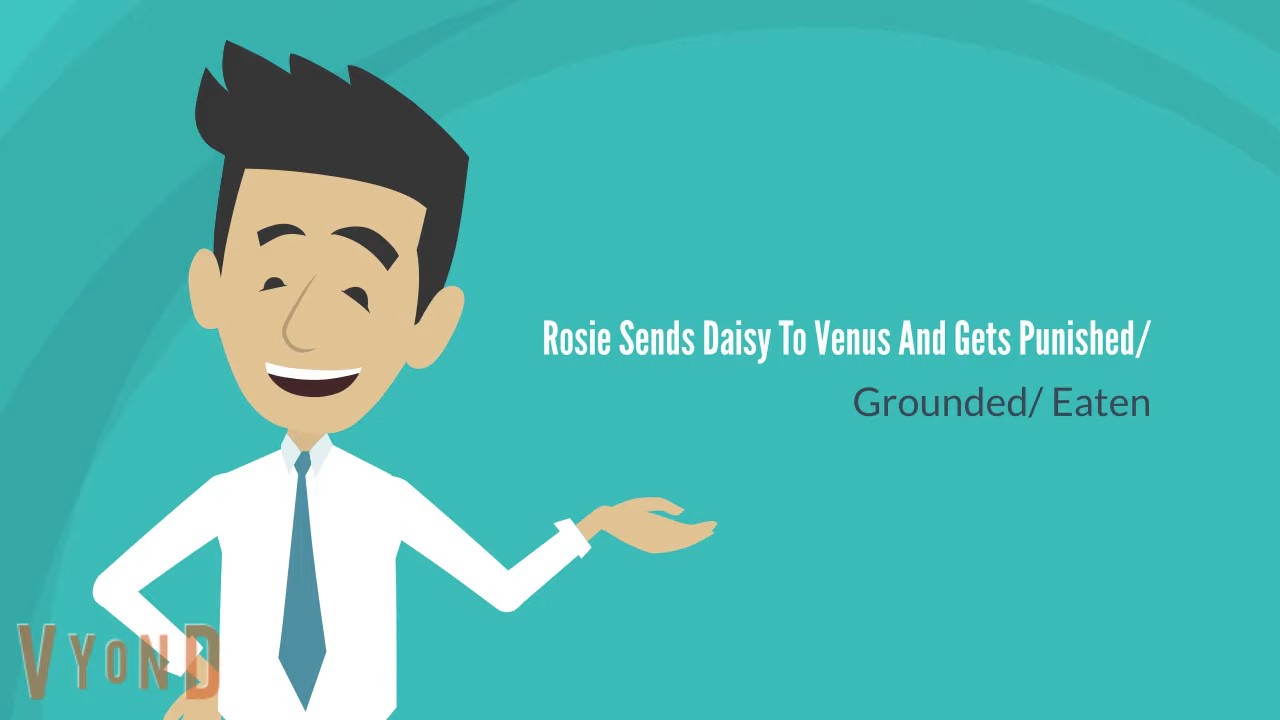 Rosie Sends Daisy To Venus And Gets Punished/
Grounded/ Eaten
VYOND